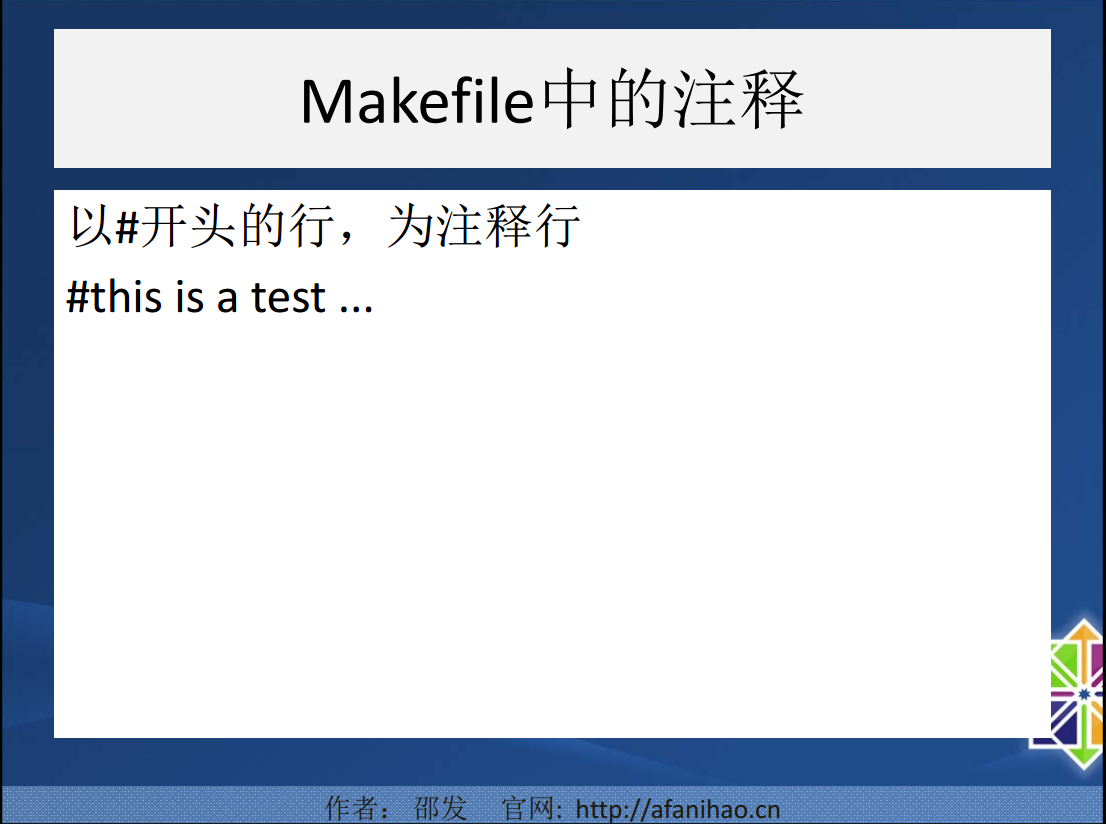 Makefile中的注释
以#开头的行，为注释行
#this is a test ...
作者： 邵发 官网: http://afanihao.cn